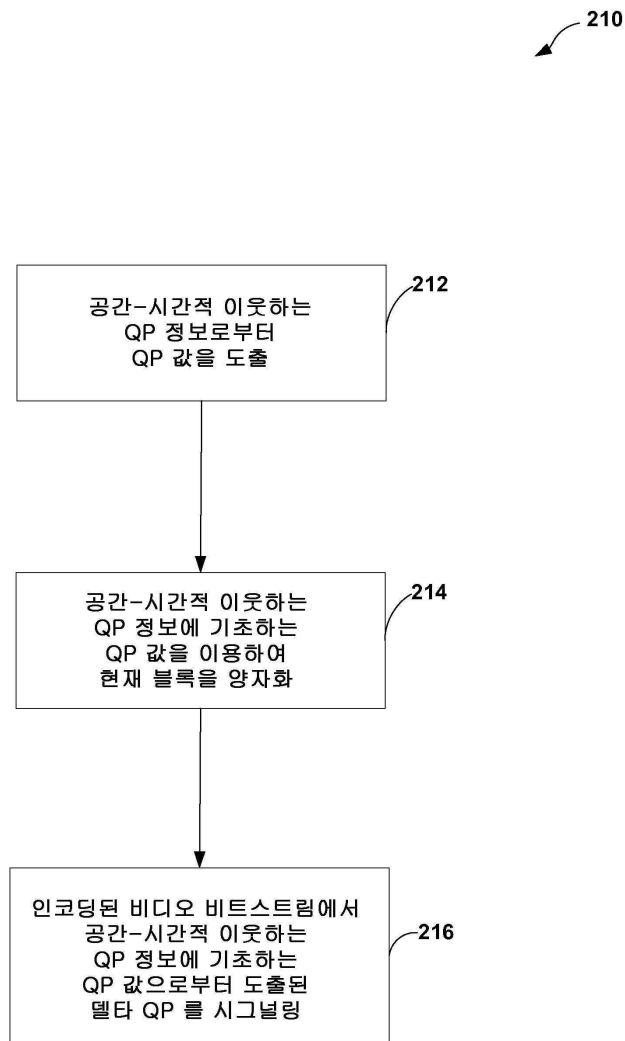 210
공간-시간적 이웃하는
QP 정보로부터
QP 값을 도출
212
공간-시간적 이웃하는
QP 정보에 기초하는
QP 값을 이용하여
현재 블록을 양자화
214
인코딩된 비디오 비트스트림에서
공간-시간적 이웃하는
QP 정보에 기초하는
QP 값으로부터 도출된
델타 QP 를 시그널링
216